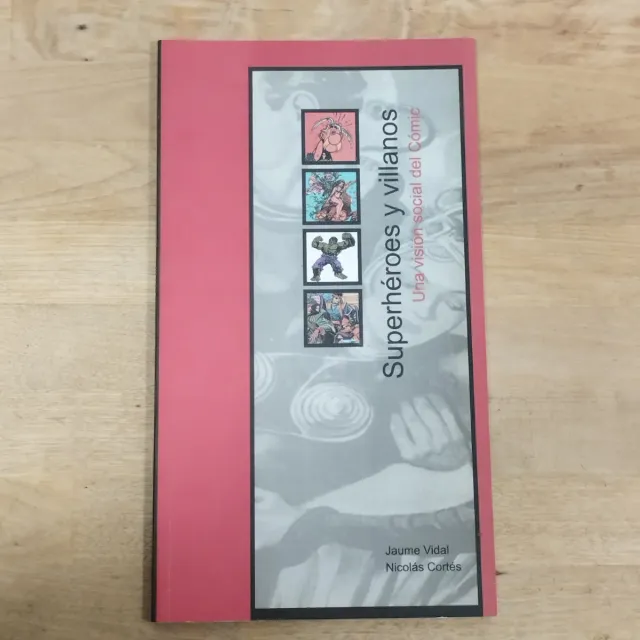 Superhéroes y villanos
Una visión social del Cómic
Jaume Vidal
Nicolás Cortés